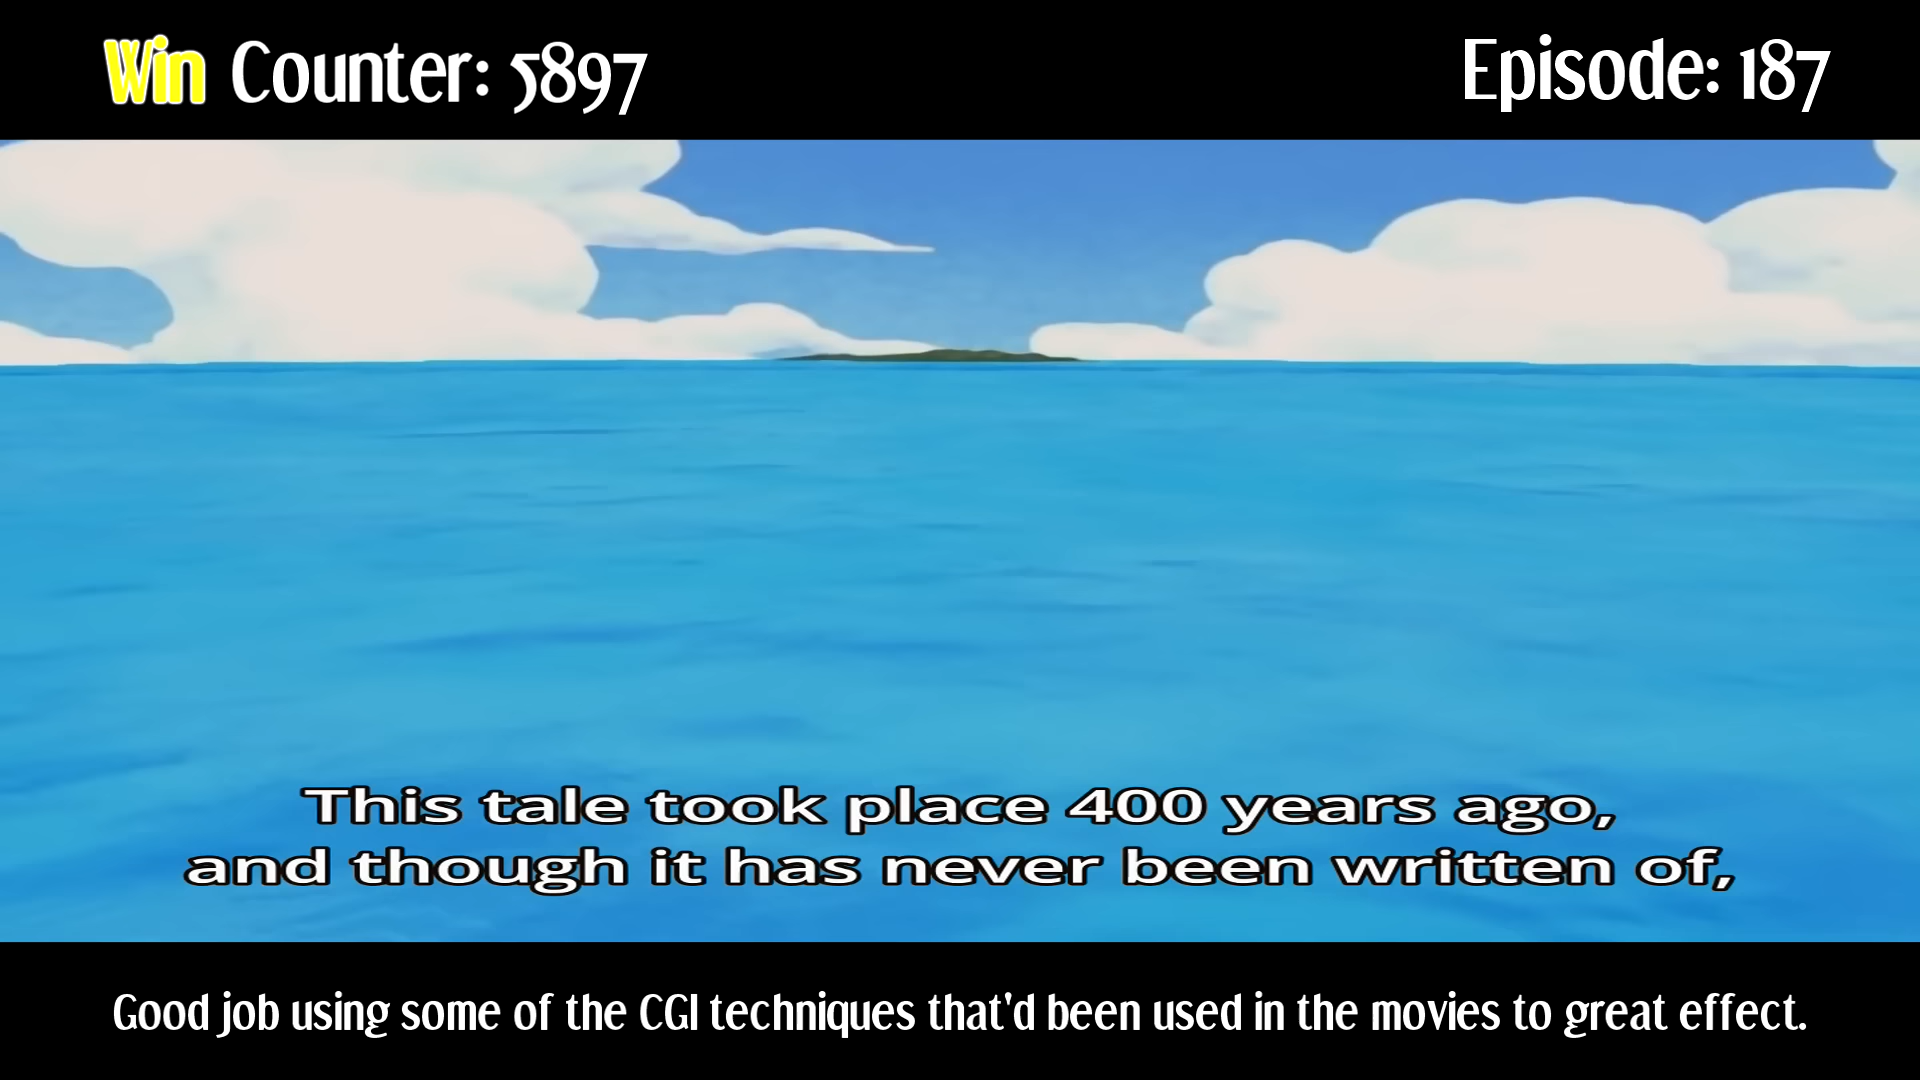 Win Counter: 5897
Episode: 187
This tale took place 400 years ago,
and though it has never been written of,
Good job using some of the CGI techniques that'd been used in the movies to great effect.